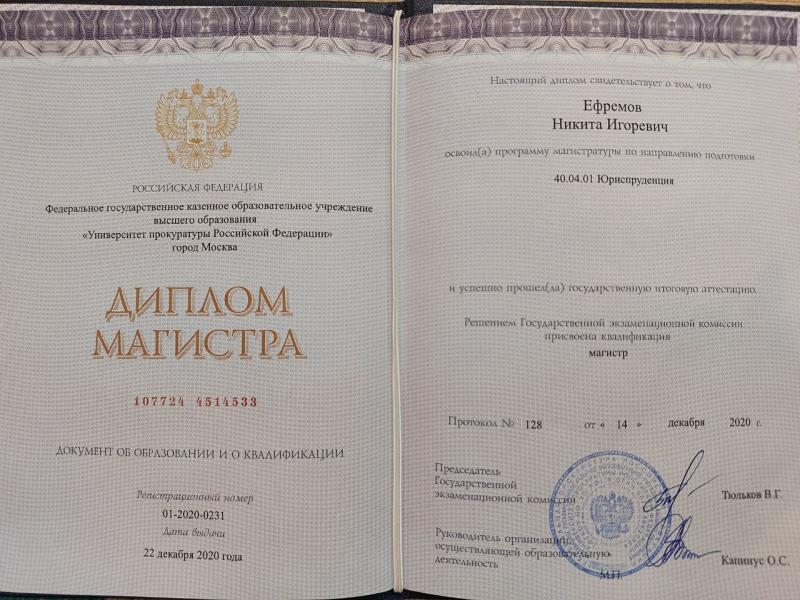 РОССИЙСКАЯ ФЕДЕРАЦИЯ
Федеральное государственное казенное образовательное учреждение
высшего образования
«Университет прокуратуры Российской Федерации»
город Москва
ДИПЛОМ
МАГИСТРА
107724 4514533
ДОКУМЕНТ ОБ ОБРАЗОВАНИИ И О КВАЛИФИКАЦИИ
Регистрационный номер
01-2020-0231
Дата выдачи
22 декабря 2020 года
Настоящий диплом свидетельствует о том, что
Ефремов
Никита Игоревич
освоил(а) программу магистратуры по направлению подготовки
40.04.01 Юриспруденция
и успешно прошел(ла) государственную итоговую аттестацию.
Решением Государственной экзаменационной комиссии
присвоена квалификация
магистр
Протокол № 128 от « 14 » декабря 2020 г.
Председатель
Государственной
экзаменационной комиссии
Тюльков В.Г.
Руководитель организации,
осуществляющей образовательную
деятельность
Капинус О.С.
М.П.